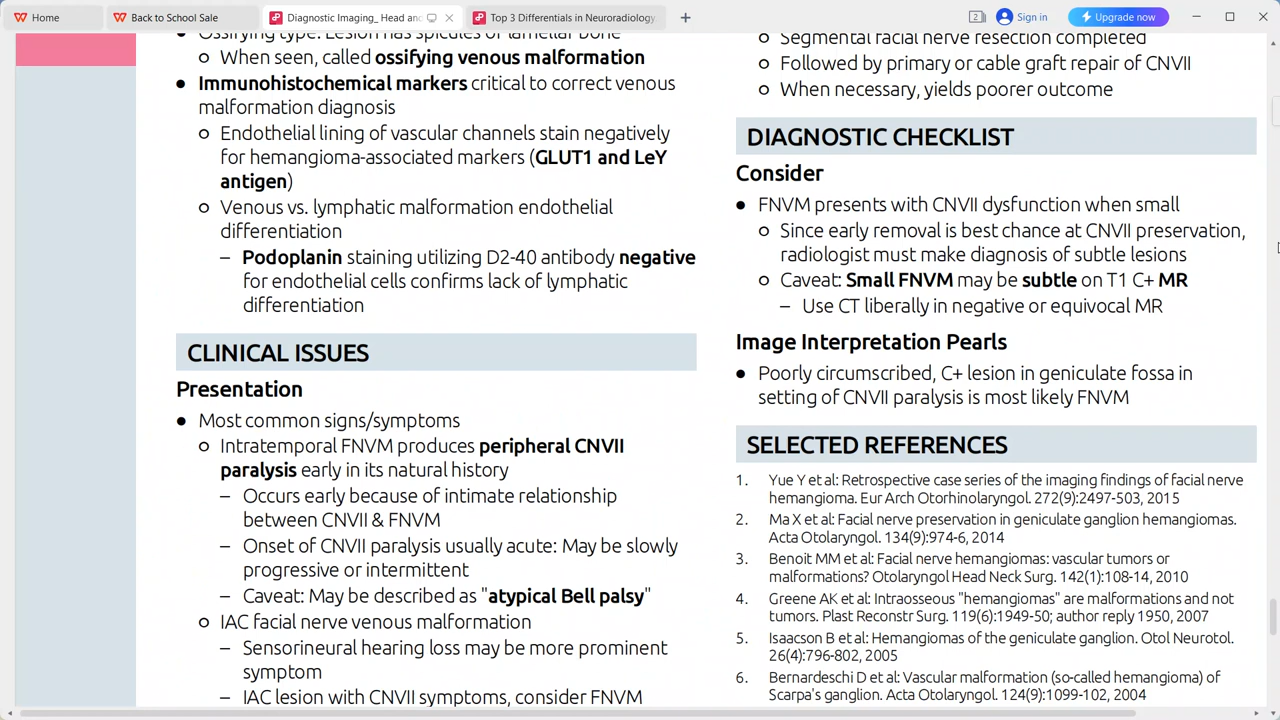 Home
Back to School Sale
Diagnostic Imaging_ Head and
Top 3 Differentials in Neuroradiology.
2
Sign in
Upgrade now
Ossifying type: Lesion has spicules of lamellar bone
When seen, called ossifying venous malformation
Immunohistochemical markers critical to correct venous
malformation diagnosis
Endothelial lining of vascular channels stain negatively
for hemangioma-associated markers (GLUT1 and LeY
antigen)
Venous vs. lymphatic malformation endothelial
differentiation
– Podoplanin staining utilizing D2-40 antibody negative
for endothelial cells confirms lack of lymphatic
differentiation
CLINICAL ISSUES
Presentation
Most common signs/symptoms
Intratemporal FNVM produces peripheral CNVII
paralysis early in its natural history
– Occurs early because of intimate relationship
between CNVII & FNVM
– Onset of CNVII paralysis usually acute: May be slowly
progressive or intermittent
– Caveat: May be described as "atypical Bell palsy"
IAC facial nerve venous malformation
– Sensorineural hearing loss may be more prominent
symptom
– IAC lesion with CNVII symptoms, consider FNVM
Segmental facial nerve resection completed
Followed by primary or cable graft repair of CNVII
When necessary, yields poorer outcome
DIAGNOSTIC CHECKLIST
Consider
FNVM presents with CNVII dysfunction when small
Since early removal is best chance at CNVII preservation,
radiologist must make diagnosis of subtle lesions
Caveat: Small FNVM may be subtle on T1 C+ MR
– Use CT liberally in negative or equivocal MR
Image Interpretation Pearls
Poorly circumscribed, C+ lesion in geniculate fossa in
setting of CNVII paralysis is most likely FNVM
SELECTED REFERENCES
1. Yue Y et al: Retrospective case series of the imaging findings of facial nerve
hemangioma. Eur Arch Otorhinolaryngol. 272(9):2497-503, 2015
2. Ma X et al: Facial nerve preservation in geniculate ganglion hemangiomas.
Acta Otolaryngol. 134(9):974-6, 2014
3. Benoit MM et al: Facial nerve hemangiomas: vascular tumors or
malformations? Otolaryngol Head Neck Surg. 142(1):108-14, 2010
4. Greene AK et al: Intraosseous "hemangiomas" are malformations and not
tumors. Plast Reconstr Surg. 119(6):1949-50; author reply 1950, 2007
5. Isaacson B et al: Hemangiomas of the geniculate ganglion. Otol Neurotol.
26(4):796-802, 2005
6. Bernardeschi D et al: Vascular malformation (so-called hemangioma) of
Scarpa's ganglion. Acta Otolaryngol. 124(9):1099-102, 2004